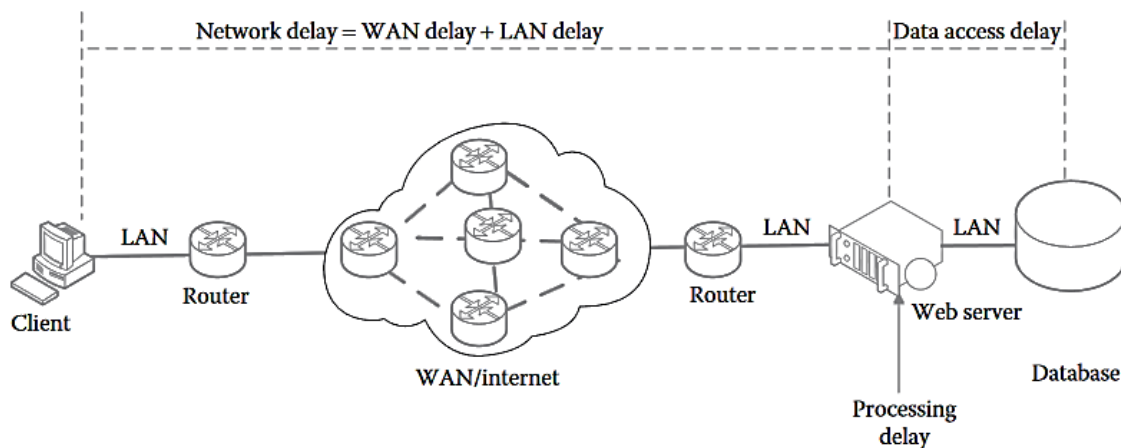 Network delay = WAN delay + LAN delay
Data access delay
LAN
LAN
LAN
Router
Router
Client
Web server
WAN/internet
Database
Processing
delay